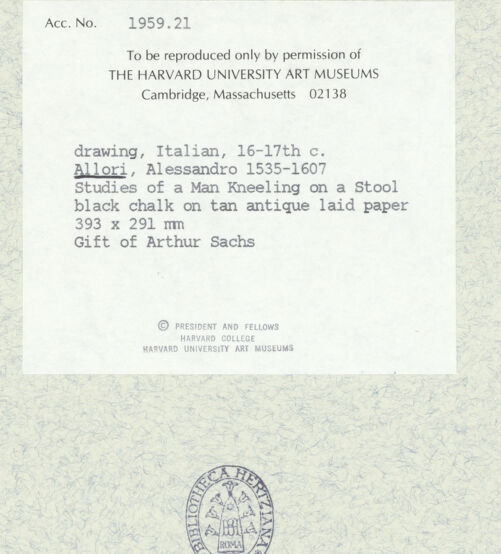 Acc. No. 1959.21
To be reproduced only by permission of
THE HARVARD UNIVERSITY ART MUSEUMS
Cambridge, Massachusetts 02138
drawing, Italian, 16-17th c.
Allori, Alessandro 1535-1607
Studies of a Man Kneeling on a Stool
black chalk on tan antique laid paper
393 x 291 mm
Gift of Arthur Sachs
© PRESIDENT AND FELLOWS
HARVARD COLLEGE
HARVARD UNIVERSITY ART MUSEUMS
BIBLIOTHECA HERTZIANA
ROMA